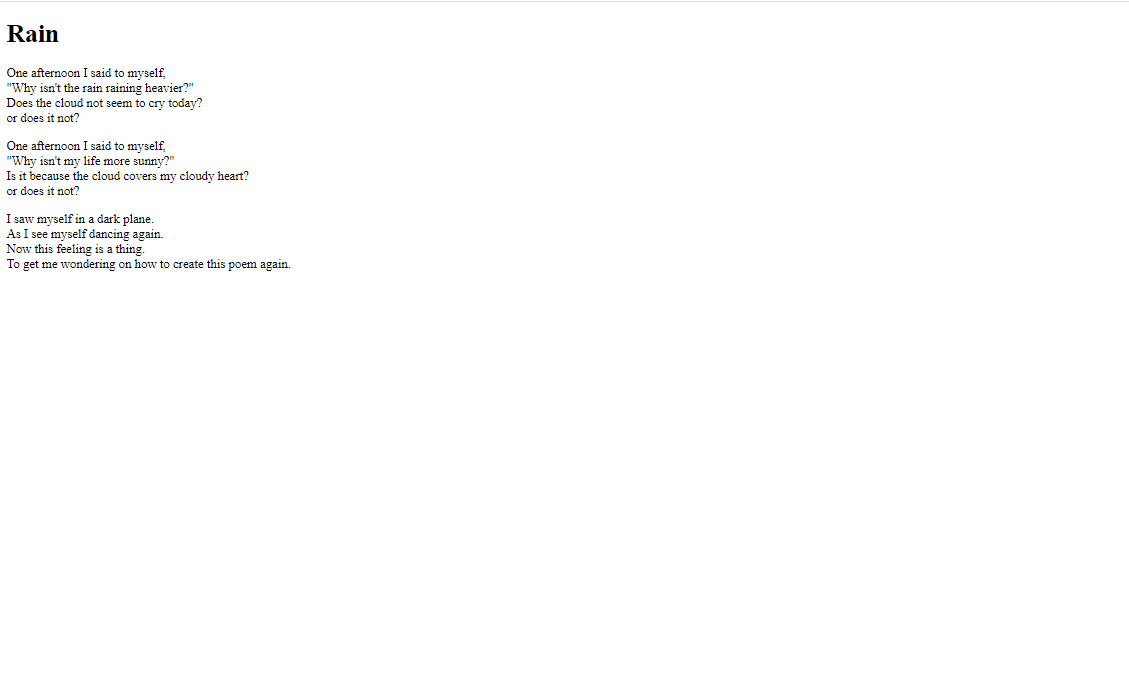 Rain
One afternoon I said to myself,
"Why isn't the rain raining heavier?"
Does the cloud not seem to cry today?
or does it not?
One afternoon I said to myself,
"Why isn't my life more sunny?"
Is it because the cloud covers my cloudy heart?
or does it not?
I saw myself in a dark plane.
As I see myself dancing again.
Now this feeling is a thing.
To get me wondering on how to create this poem again.